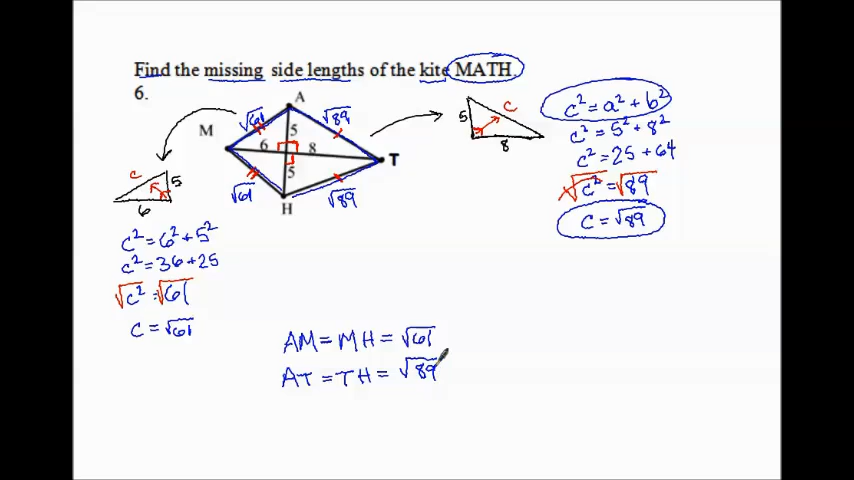 Find the missing side lengths of the kite MATH.
6.
A
M
T
H
√61
√89
5
6
8
5
√61
√89
c
5
6
c² = 6² + 5²
c² = 36 + 25
√c² = √61
c = √61
5
c
8
c² = a² + b²
c² = 5² + 8²
c² = 25 + 64
√c² = √89
c = √89
AM = MH = √61
AT = TH = √89